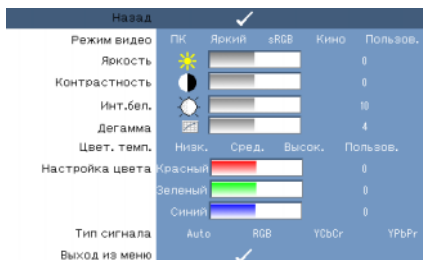 Назад
Режим видео ПК Яркий sRGB Кино Пользов.
Яркость 0
Контрастность 0
Инт.бел. 10
Дегамма 4
Цвет. темп. Низк. Сред. Высок. Пользов.
Настройка цвета Красный 0
Зеленый 0
Синий 0
Тип сигнала Auto RGB YCbCr YPbPr
Выход из меню